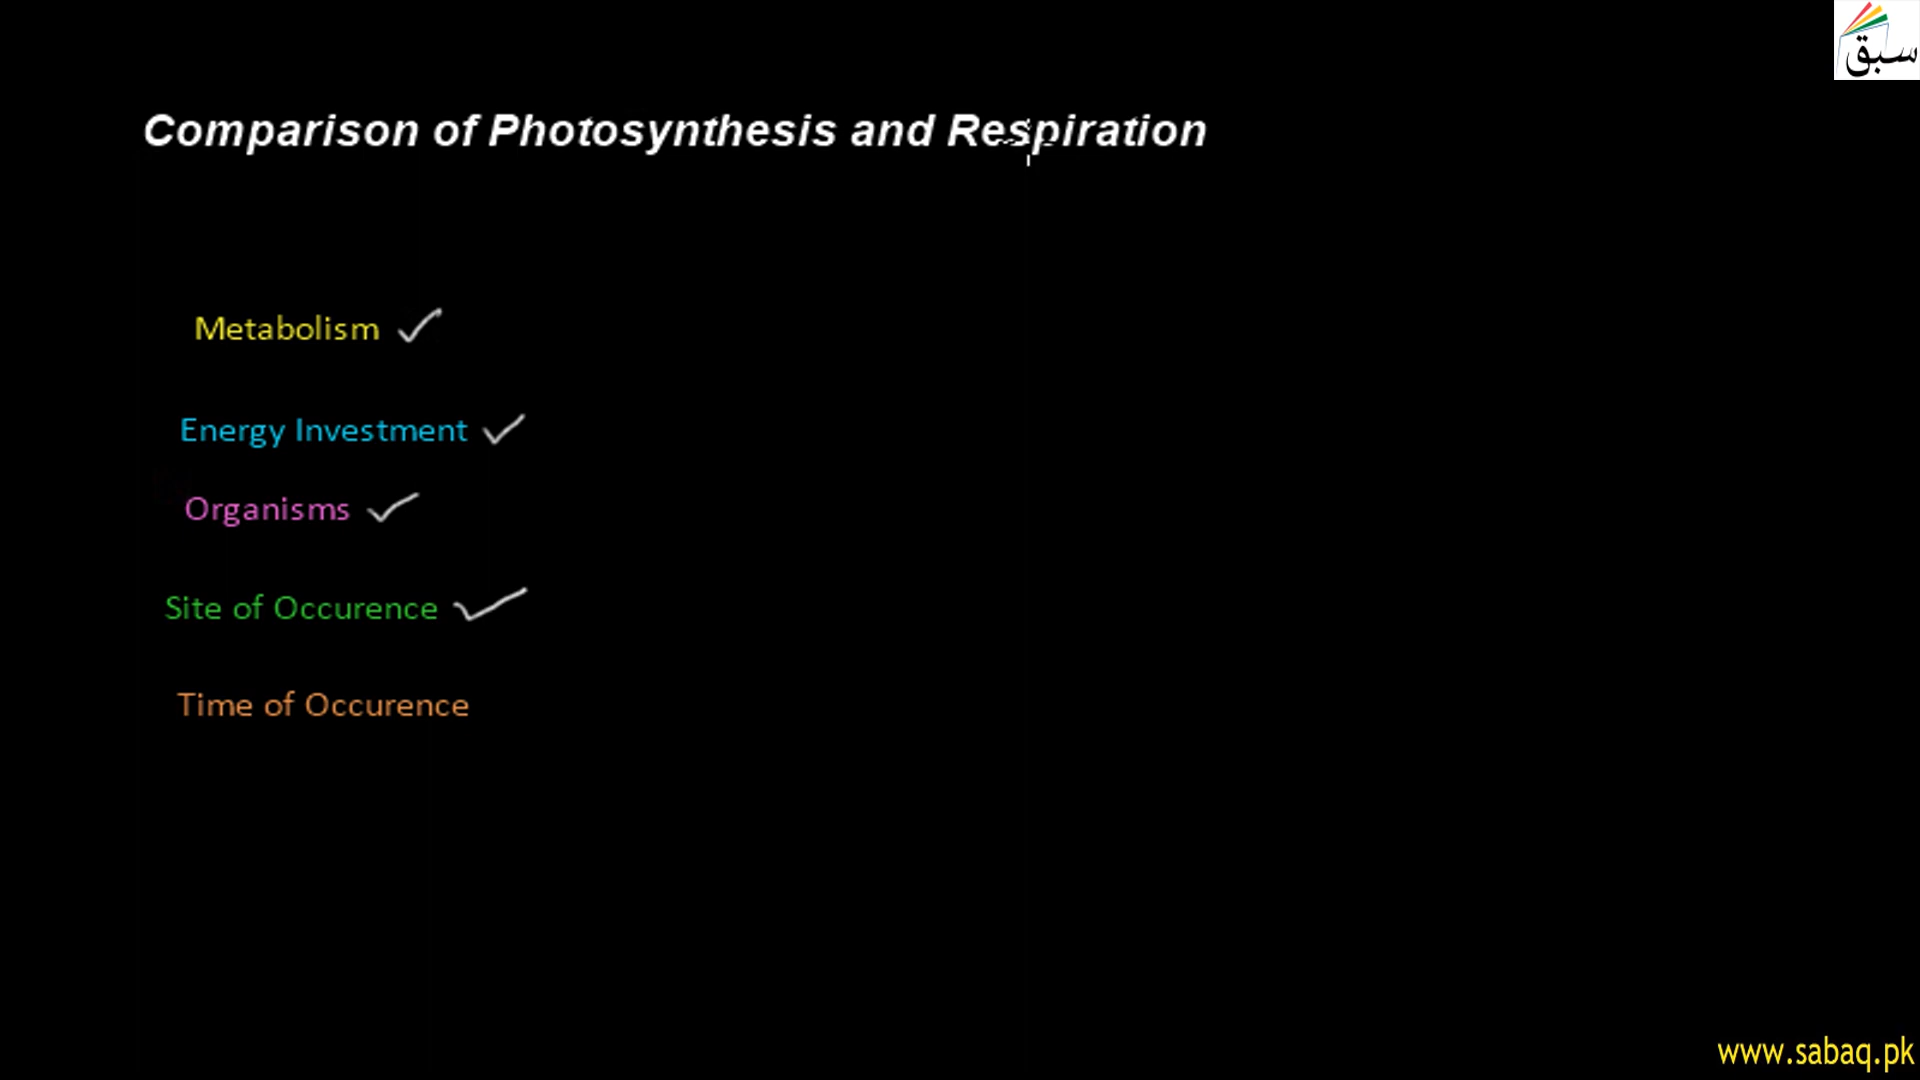 سبق
Comparison of Photosynthesis and Respiration
Metabolism
Energy Investment
Organisms
Site of Occurence
Time of Occurence
www.sabaq.pk